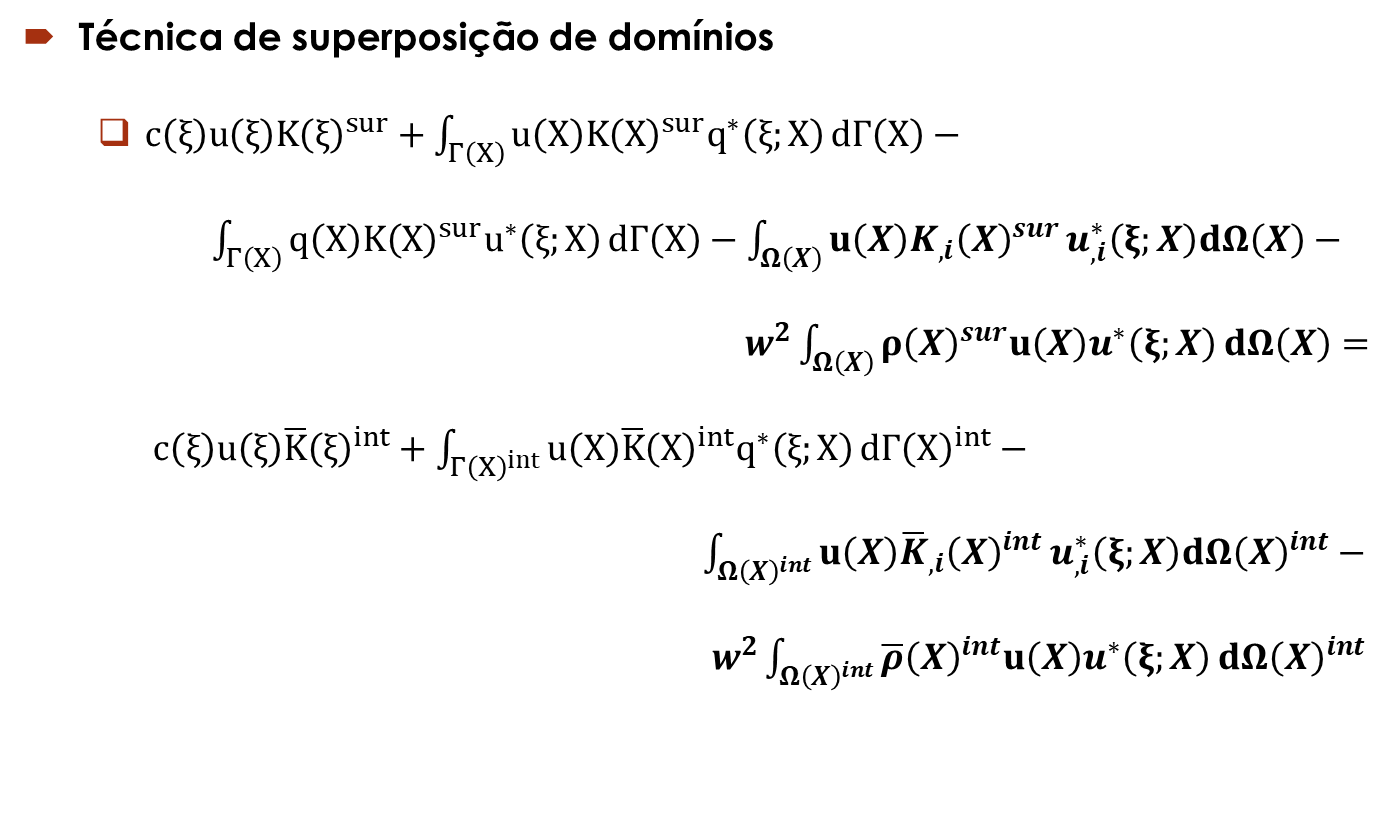 Técnica de superposição de domínios
c(ξ)u(ξ)K(ξ)^sur + ∫_Γ(X) u(X)K(X)^sur q*(ξ; X) dΓ(X) −
∫_Γ(X) q(X)K(X)^sur u*(ξ; X) dΓ(X) − ∫_Ω(X) u(X)K,i(X)^sur u*,i(ξ; X)dΩ(X) −
w² ∫_Ω(X) ρ(X)^sur u(X)u*(ξ; X) dΩ(X) =
c(ξ)u(ξ)K̅(ξ)^int + ∫_Γ(X)^int u(X)K̅(X)^int q*(ξ; X) dΓ(X)^int −
∫_Ω(X)^int u(X)K̅,i(X)^int u*,i(ξ; X)dΩ(X)^int −
w² ∫_Ω(X)^int ρ̅(X)^int u(X)u*(ξ; X) dΩ(X)^int